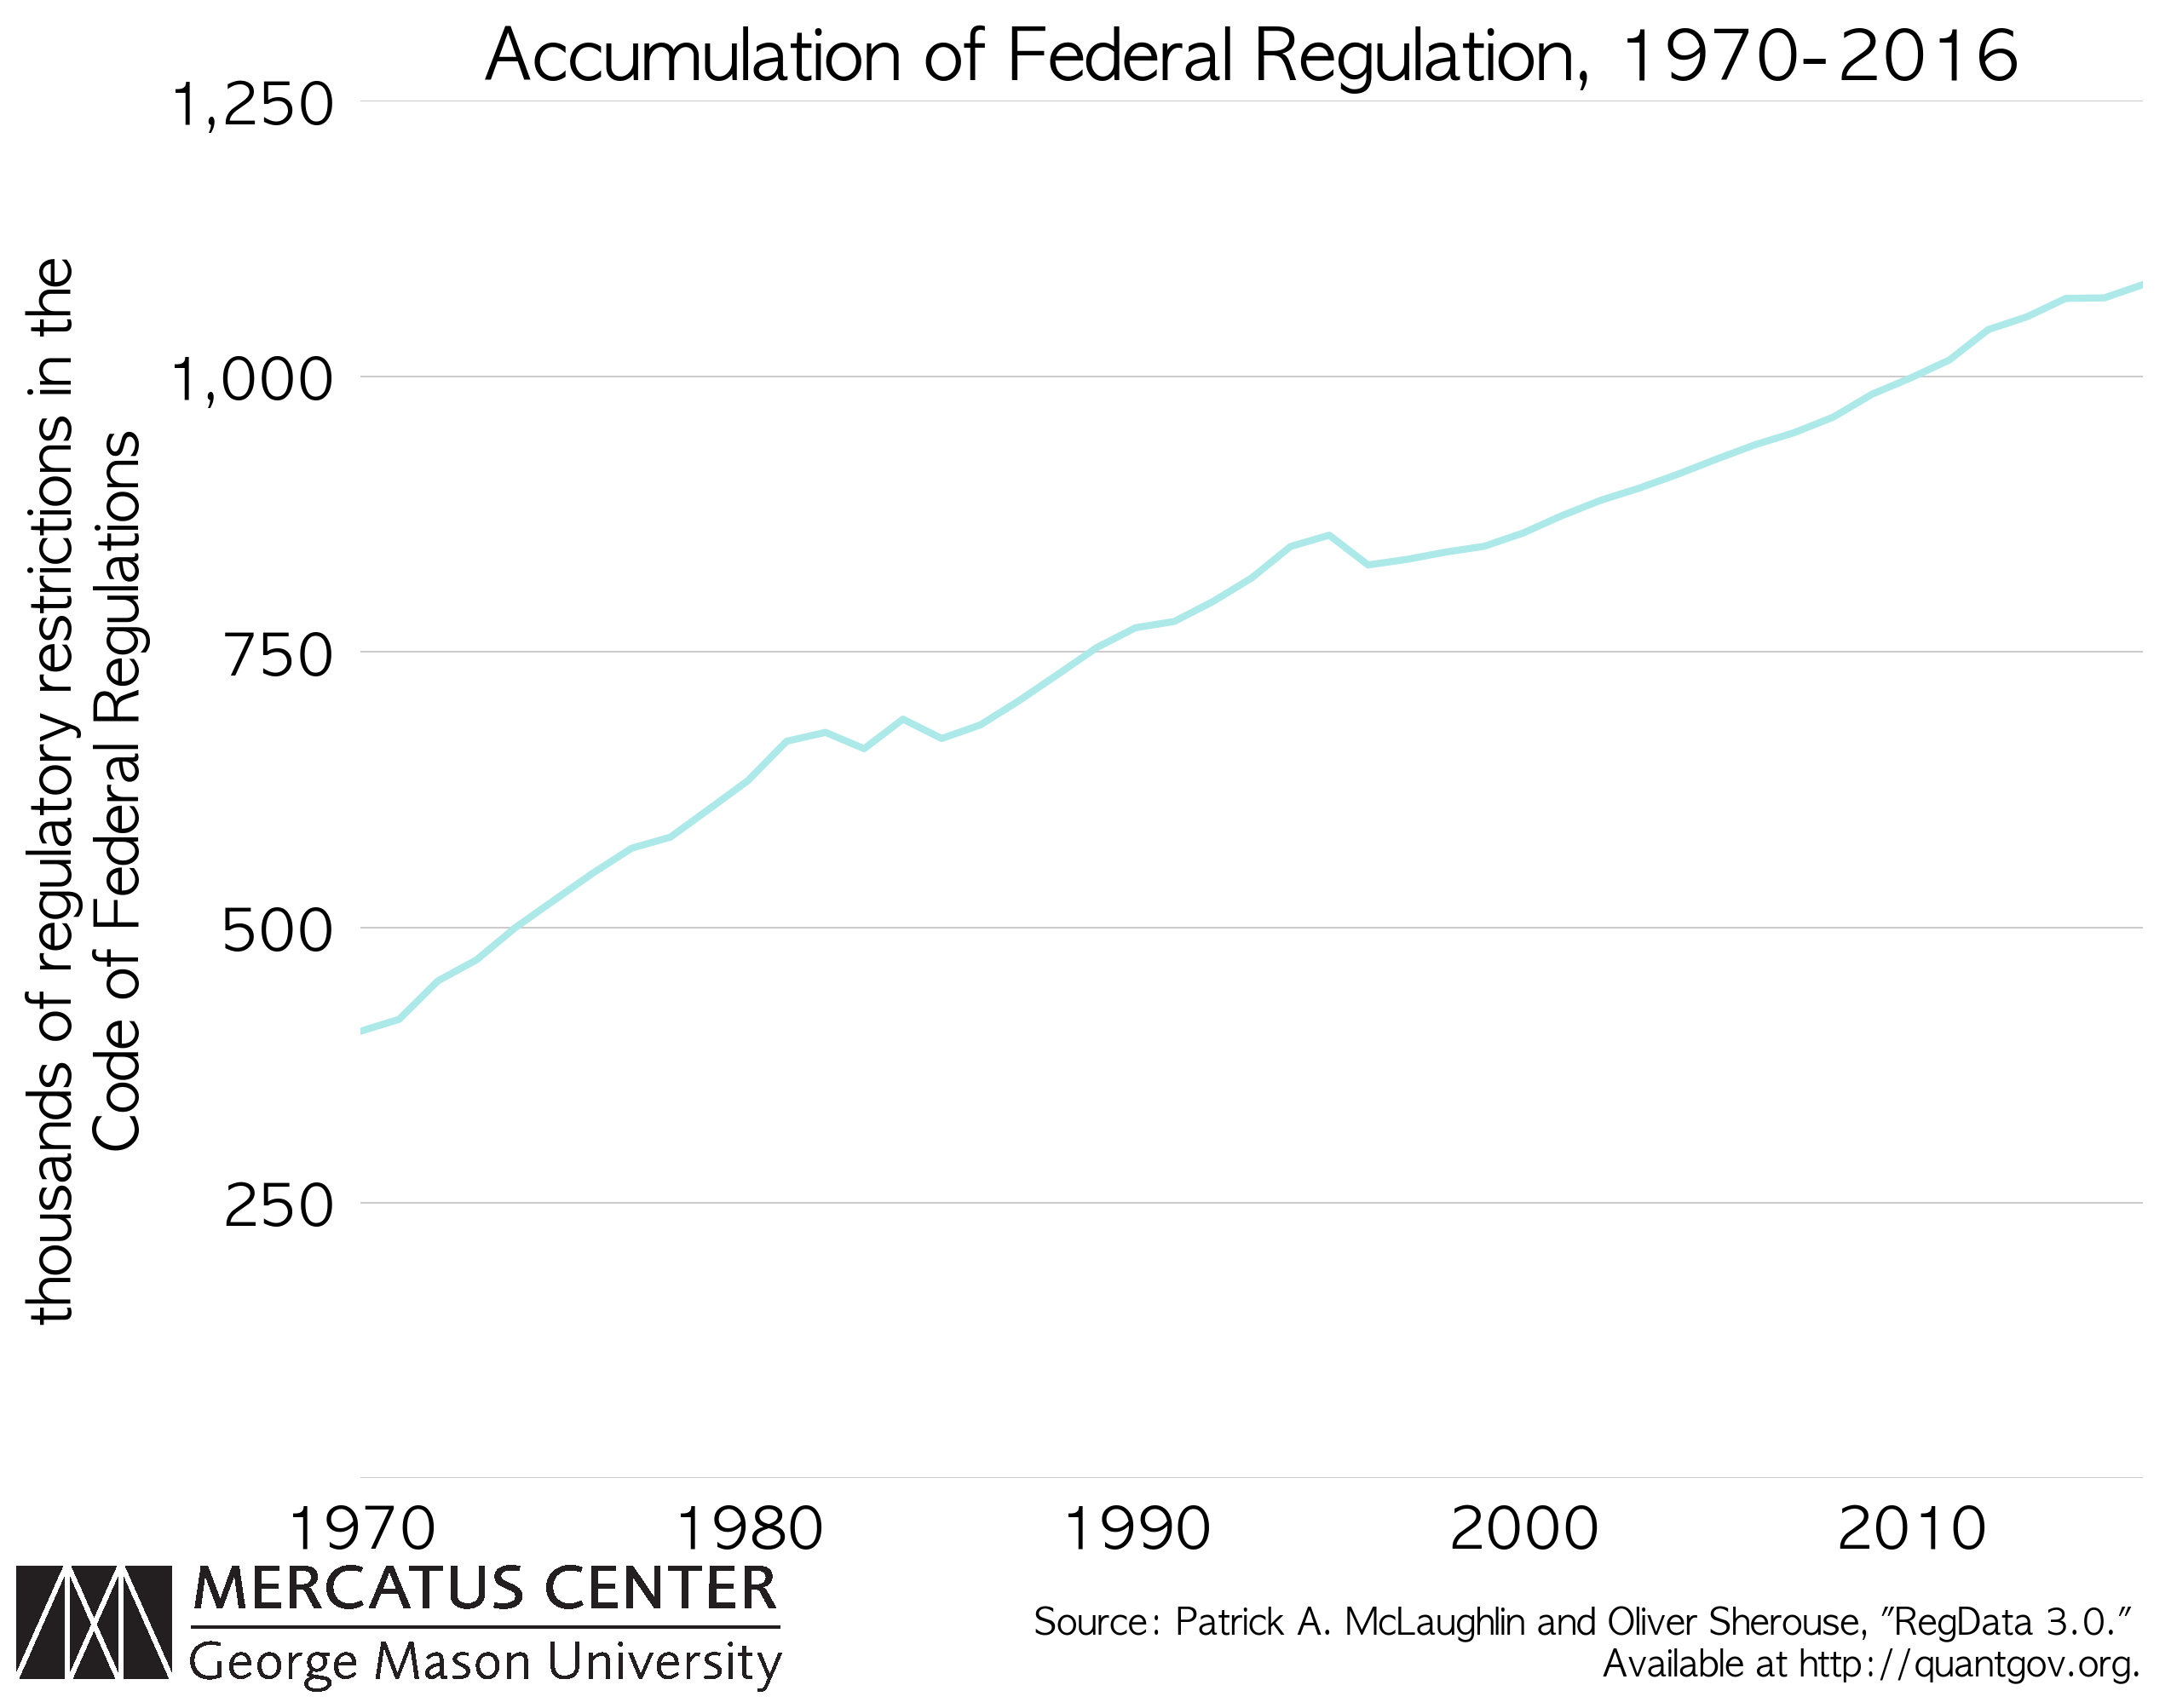 Accumulation of Federal Regulation, 1970-2016
thousands of regulatory restrictions in the
Code of Federal Regulations
1,250
1,000
750
500
250
1970 1980 1990 2000 2010
MERCATUS CENTER
George Mason University
Source: Patrick A. McLaughlin and Oliver Sherouse, "RegData 3.0."
Available at http://quantgov.org.